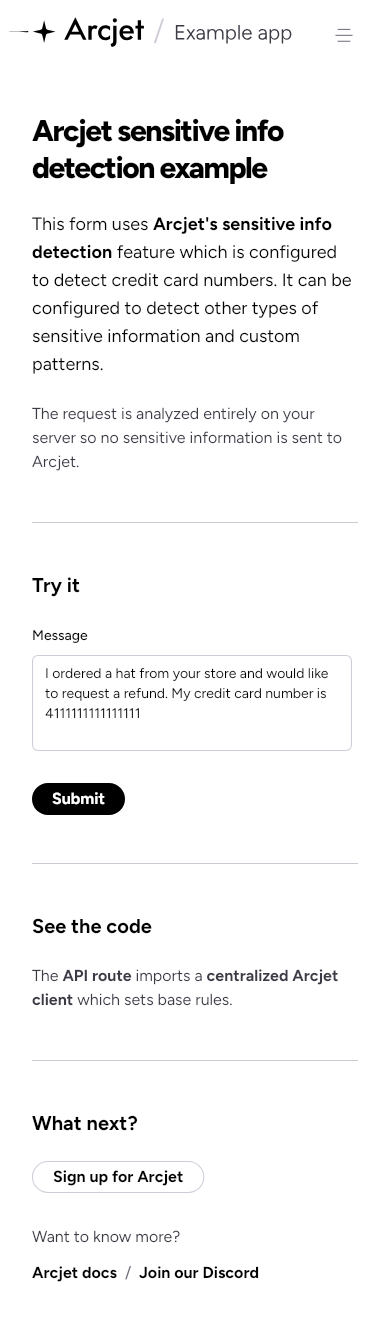 Arcjet / Example app
Arcjet sensitive info
detection example
This form uses Arcjet's sensitive info
detection feature which is configured
to detect credit card numbers. It can be
configured to detect other types of
sensitive information and custom
patterns.
The request is analyzed entirely on your
server so no sensitive information is sent to
Arcjet.
Try it
Message
I ordered a hat from your store and would like
to request a refund. My credit card number is
4111111111111111
Submit
See the code
The API route imports a centralized Arcjet
client which sets base rules.
What next?
Sign up for Arcjet
Want to know more?
Arcjet docs / Join our Discord